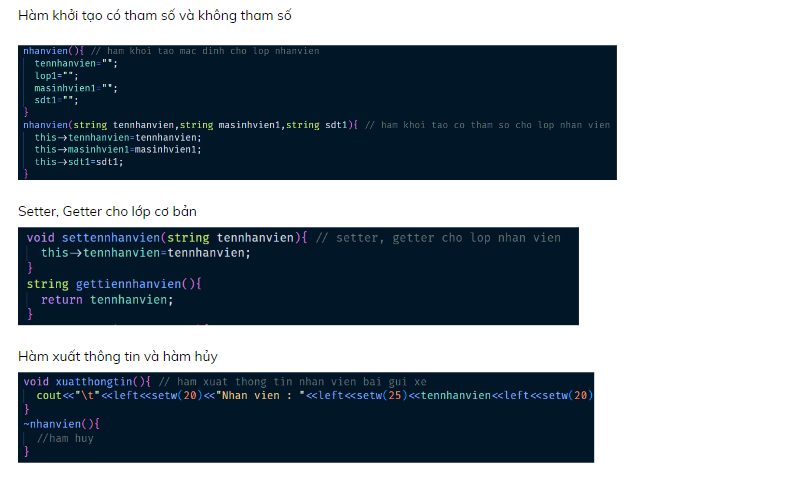 Hàm khởi tạo có tham số và không tham số
nhanvien(){ // ham khoi tao mac dinh cho lop nhanvien
tennhanvien="";
lop1="";
masinhvien1="";
sdt1="";
}
nhanvien(string tennhanvien,string masinhvien1,string sdt1){ // ham khoi tao co tham so cho lop nhan vien
this->tennhanvien=tennhanvien;
this->masinhvien1=masinhvien1;
this->sdt1=sdt1;
}
Setter, Getter cho lớp cơ bản
void settennhanvien(string tennhanvien){ // setter, getter cho lop nhan vien
this->tennhanvien=tennhanvien;
}
string gettiennhanvien(){
return tennhanvien;
}
Hàm xuất thông tin và hàm hủy
void xuatthongtin(){ // ham xuat thong tin nhan vien bai gui xe
cout<<"\t"<<left<<setw(20)<<"Nhan vien : "<<left<<setw(25)<<tennhanvien<<left<<setw(20)
}
~nhanvien(){
//ham huy
}